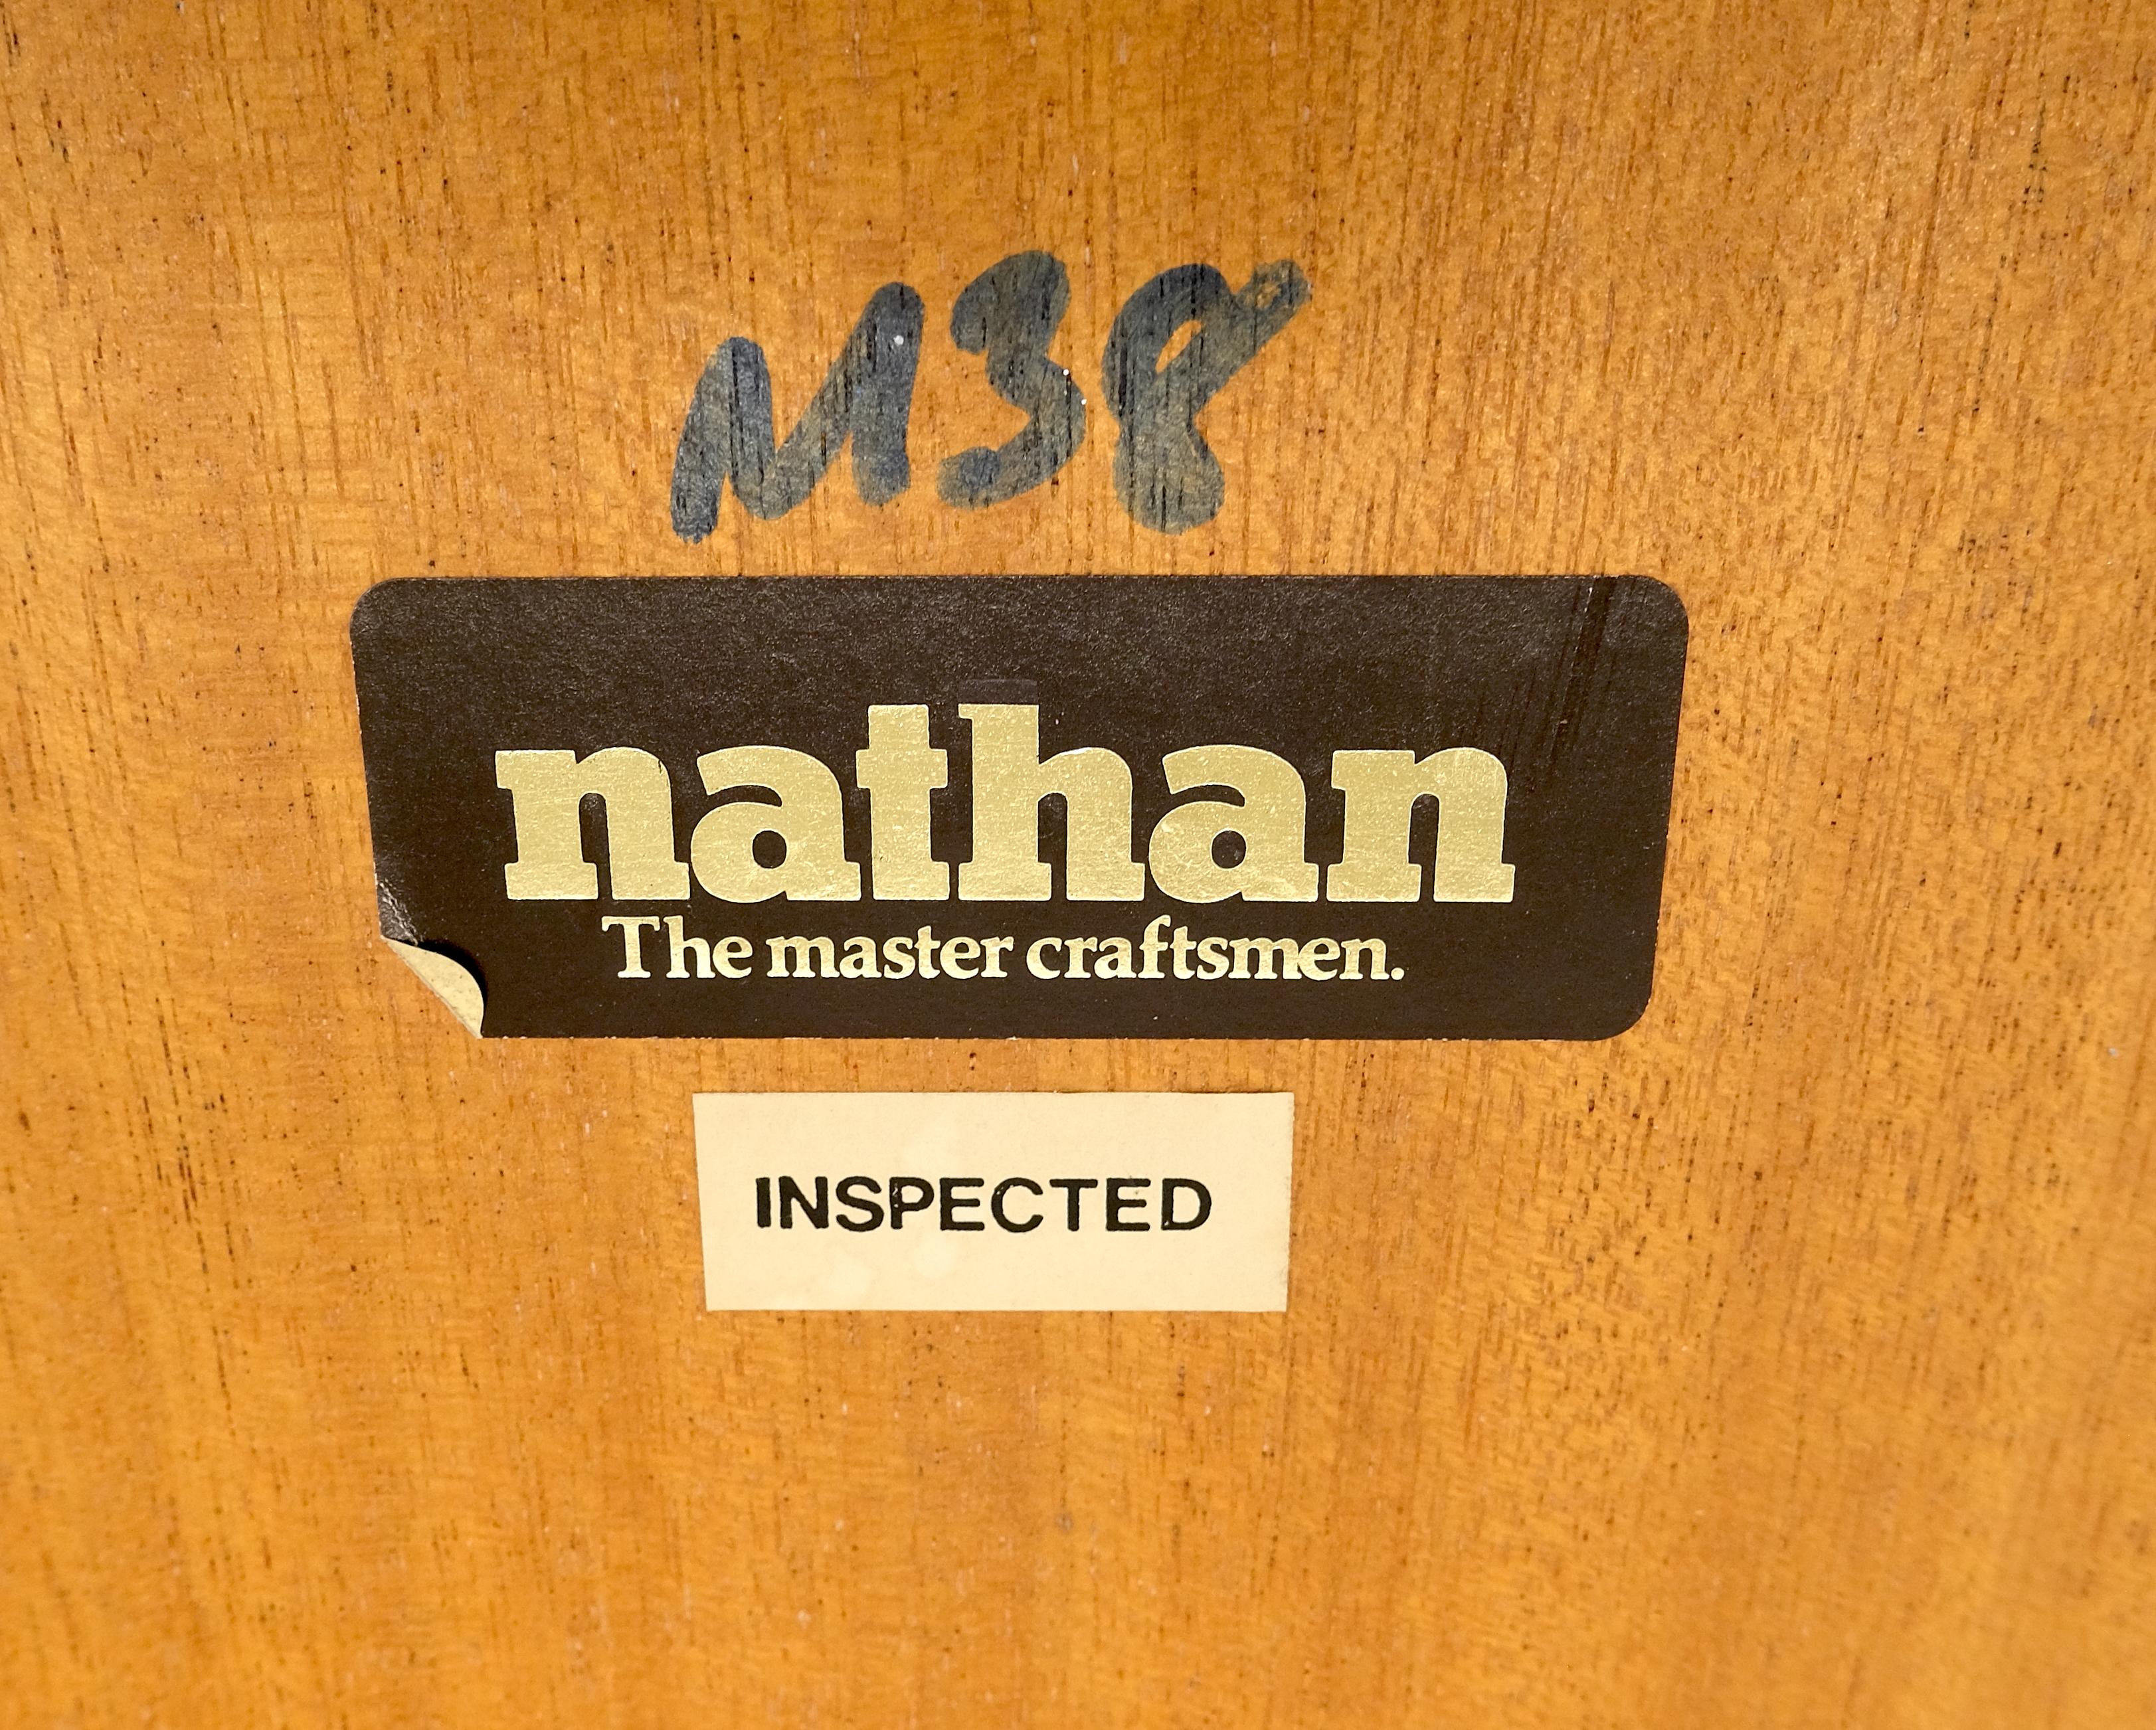 M38
nathan
The master craftsmen.
INSPECTED